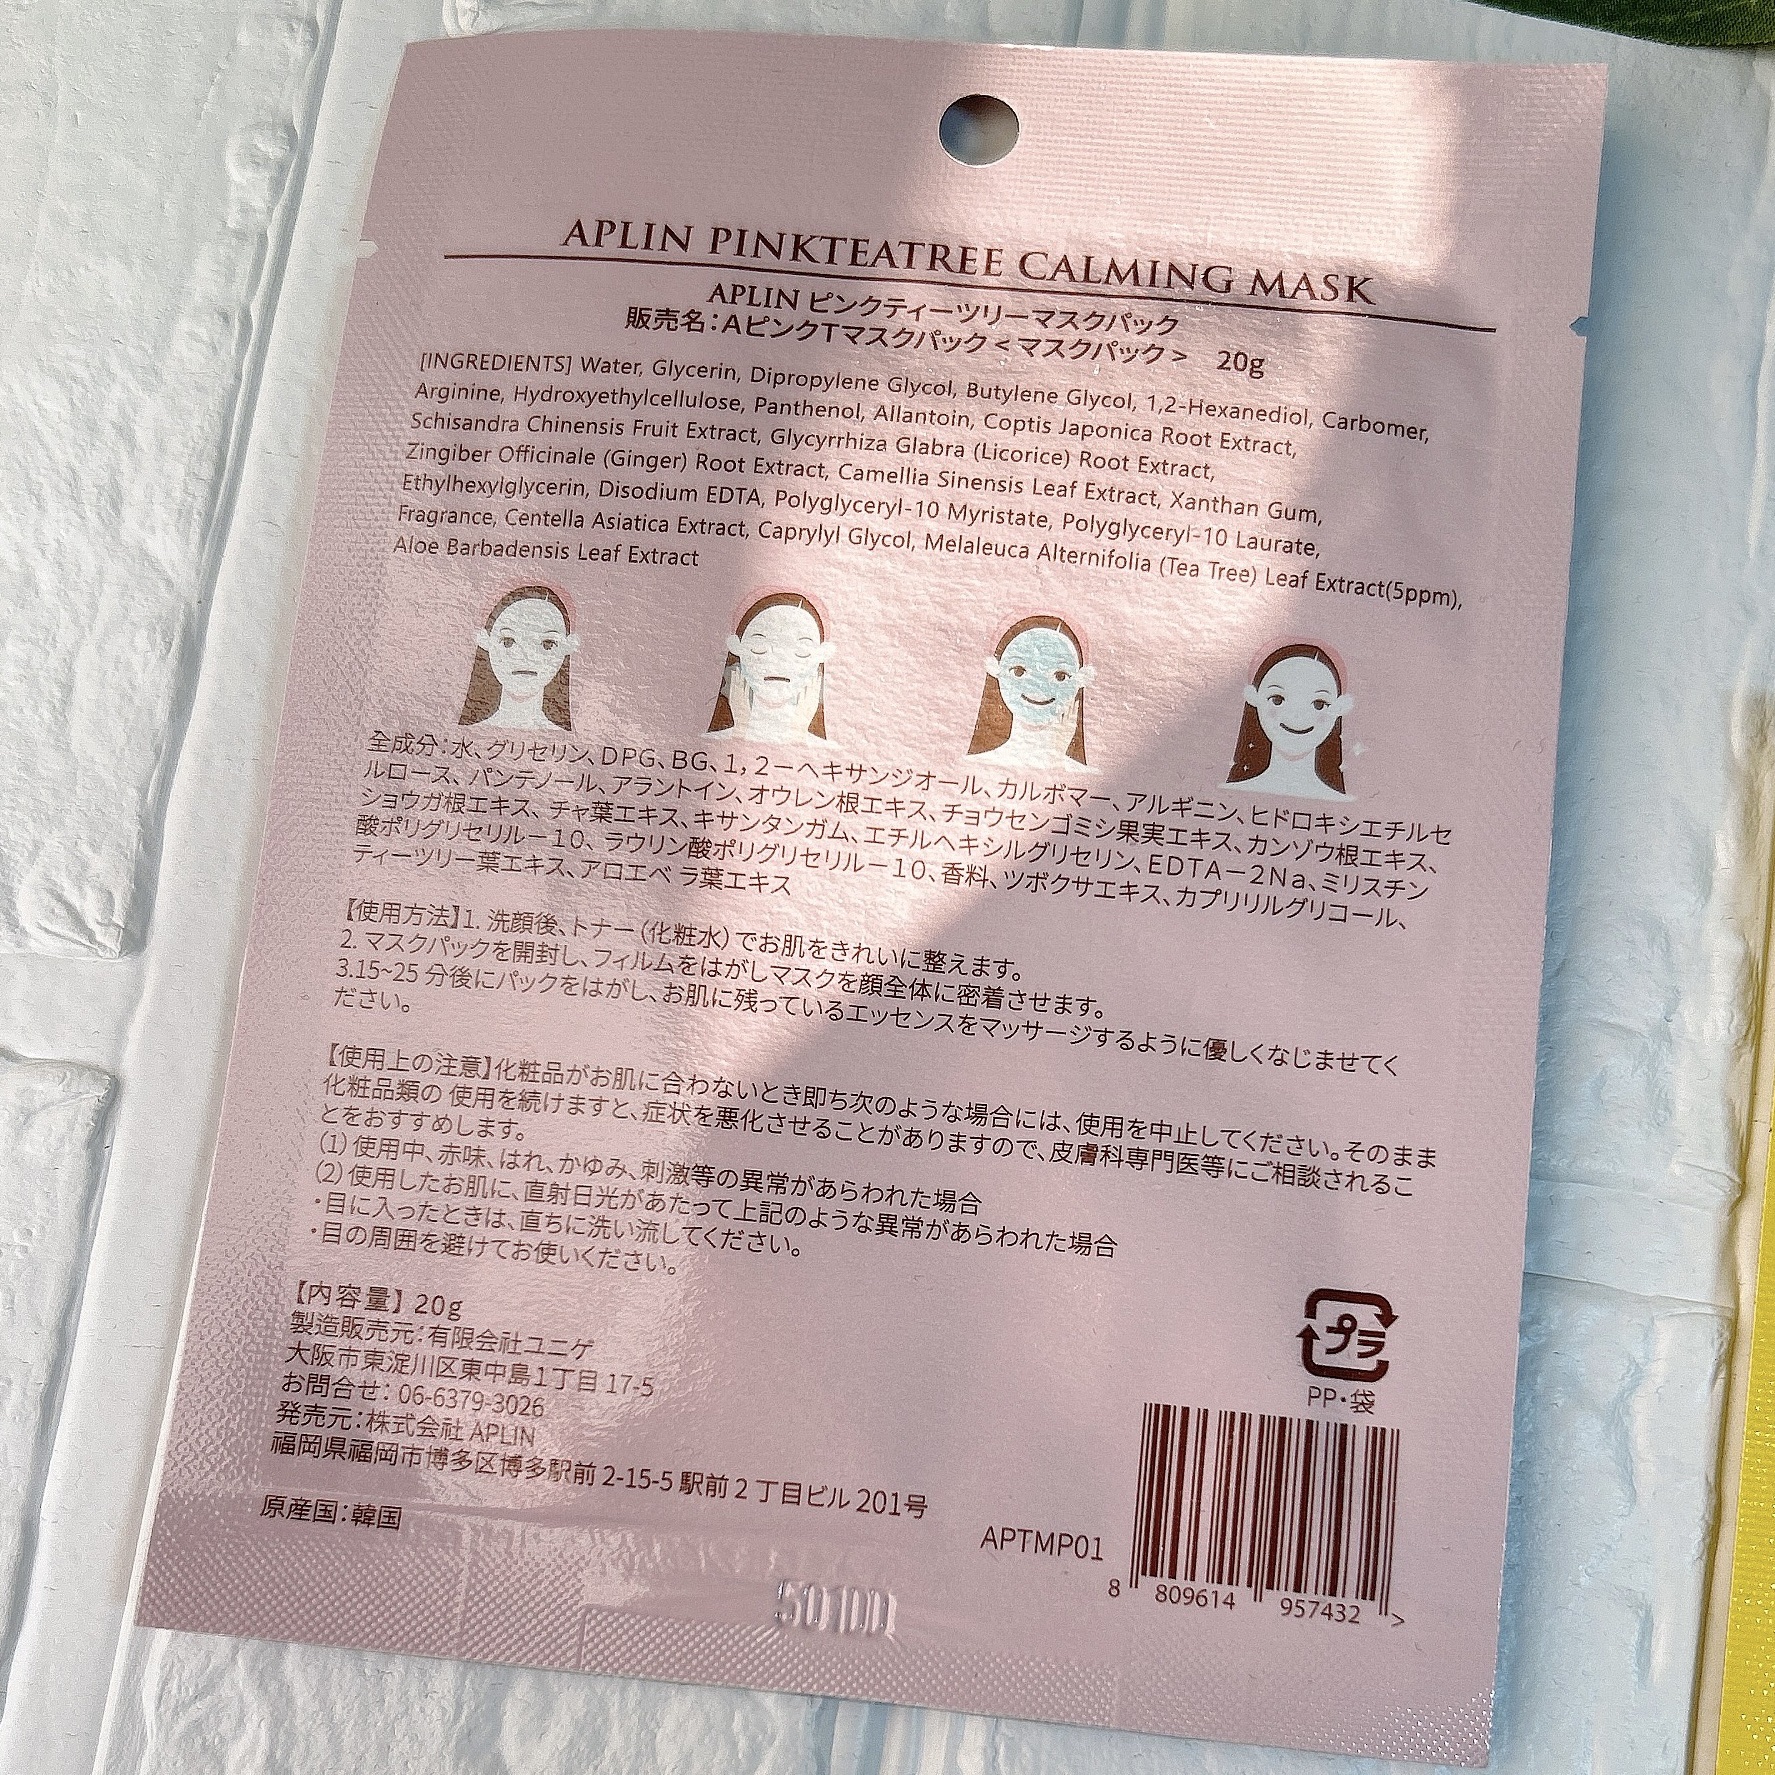 APLIN PINKTEATREE CALMING MASK
APLIN ピンクティーツリーマスクパック
販売名：AピンクTマスクパック＜マスクパック＞ 20g
[INGREDIENTS] Water, Glycerin, Dipropylene Glycol, Butylene Glycol, 1,2-Hexanediol, Carbomer,
Arginine, Hydroxyethylcellulose, Panthenol, Allantoin, Coptis Japonica Root Extract,
Schisandra Chinensis Fruit Extract, Glycyrrhiza Glabra (Licorice) Root Extract,
Zingiber Officinale (Ginger) Root Extract, Camellia Sinensis Leaf Extract, Xanthan Gum,
Ethylhexylglycerin, Disodium EDTA, Polyglyceryl-10 Myristate, Polyglyceryl-10 Laurate,
Fragrance, Centella Asiatica Extract, Caprylyl Glycol, Melaleuca Alternifolia (Tea Tree) Leaf Extract(5ppm),
Aloe Barbadensis Leaf Extract
全成分：水、グリセリン、DPG、BG、1，2－ヘキサンジオール、カルボマー、アルギニン、ヒドロキシエチルセ
ルロース、パンテノール、アラントイン、オウレン根エキス、チョウセンゴミシ果実エキス、カンゾウ根エキス、
ショウガ根エキス、チャ葉エキス、キサンタンガム、エチルヘキシルグリセリン、EDTA－2Na、ミリスチン
酸ポリグリセリル－10、ラウリン酸ポリグリセリル－10、香料、ツボクサエキス、カプリリルグリコール、
ティーツリー葉エキス、アロエベ ラ葉エキス
【使用方法】1. 洗顔後、トナー（化粧水）でお肌をきれいに整えます。
2. マスクパックを開封し、フィルムをはがしマスクを顔全体に密着させます。
3.15~25 分後にパックをはがし、お肌に残っているエッセンスをマッサージするように優しくなじませてく
ださい。
【使用上の注意】化粧品がお肌に合わないとき即ち次のような場合には、使用を中止してください。そのまま
化粧品類の 使用を続けますと、症状を悪化させることがありますので、皮膚科専門医等にご相談されるこ
とをおすすめします。
(1) 使用中、赤味、はれ、かゆみ、刺激等の異常があらわれた場合
(2) 使用したお肌に、直射日光があたって上記のような異常があらわれた場合
・目に入ったときは、直ちに洗い流してください。
・目の周囲を避けてお使いください。
【内容量】 20g
製造販売元：有限会社ユニゲ
大阪市東淀川区東中島1丁目 17-5
お問合せ： 06-6379-3026
発売元：株式会社 APLIN
福岡県福岡市博多区博多駅前 2-15-5 駅前 2 丁目ビル 201号
原産国：韓国
プラ
PP・袋
APTMP01
8 809614 957432 >